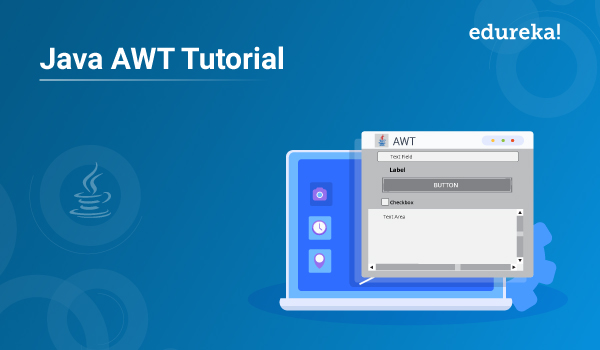 edureka!
Java AWT Tutorial
AWT
Text Field
Label
BUTTON
Checkbox
Text Area